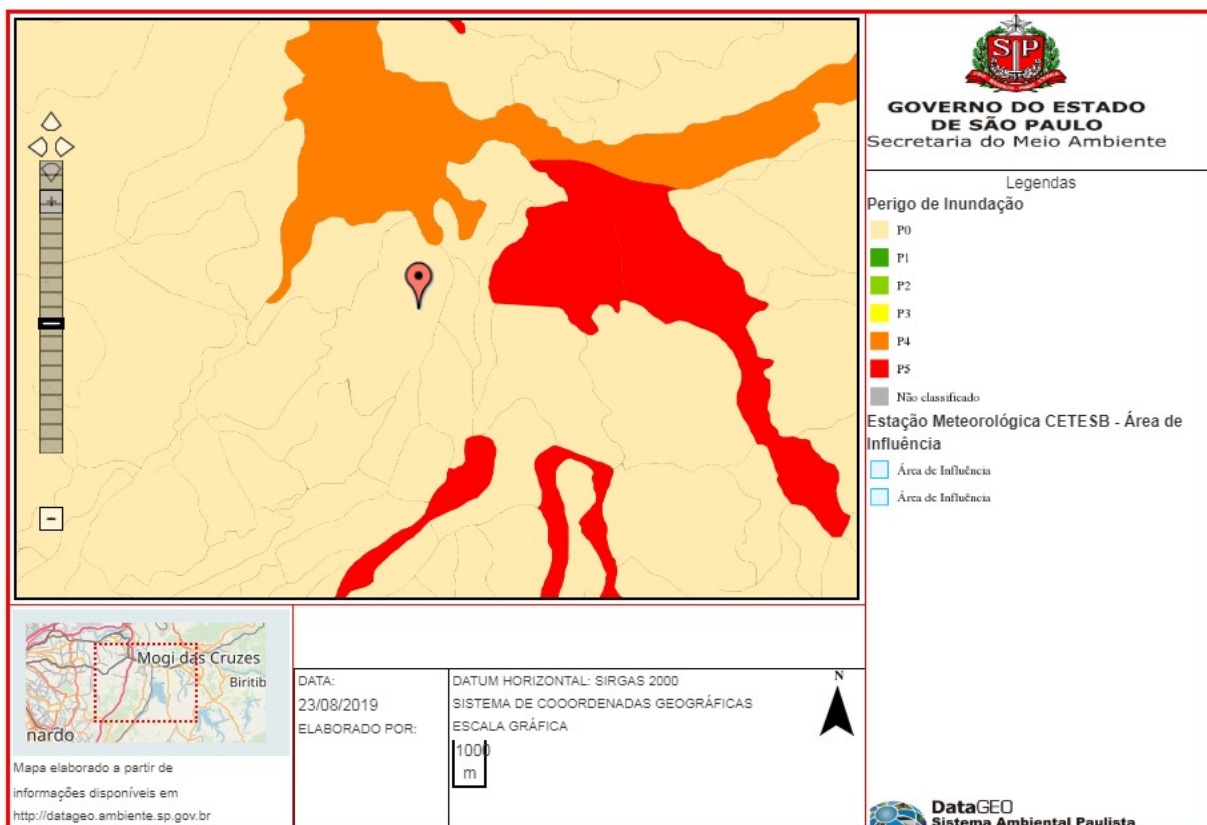 SP
GOVERNO DO ESTADO
DE SÃO PAULO
Secretaria do Meio Ambiente
Legendas
Perigo de Inundação
P0
P1
P2
P3
P4
P5
Não classificado
Estação Meteorológica CETESB - Área de
Influência
Área de Influência
Área de Influência
Mogi das Cruzes
Biritib
nardo
Mapa elaborado a partir de
informações disponíveis em
http://datageo.ambiente.sp.gov.br
DATA:
23/08/2019
ELABORADO POR:
DATUM HORIZONTAL: SIRGAS 2000
SISTEMA DE COOORDENADAS GEOGRÁFICAS
ESCALA GRÁFICA
1000
m
N
DataGEO
Sistema Ambiental Paulista